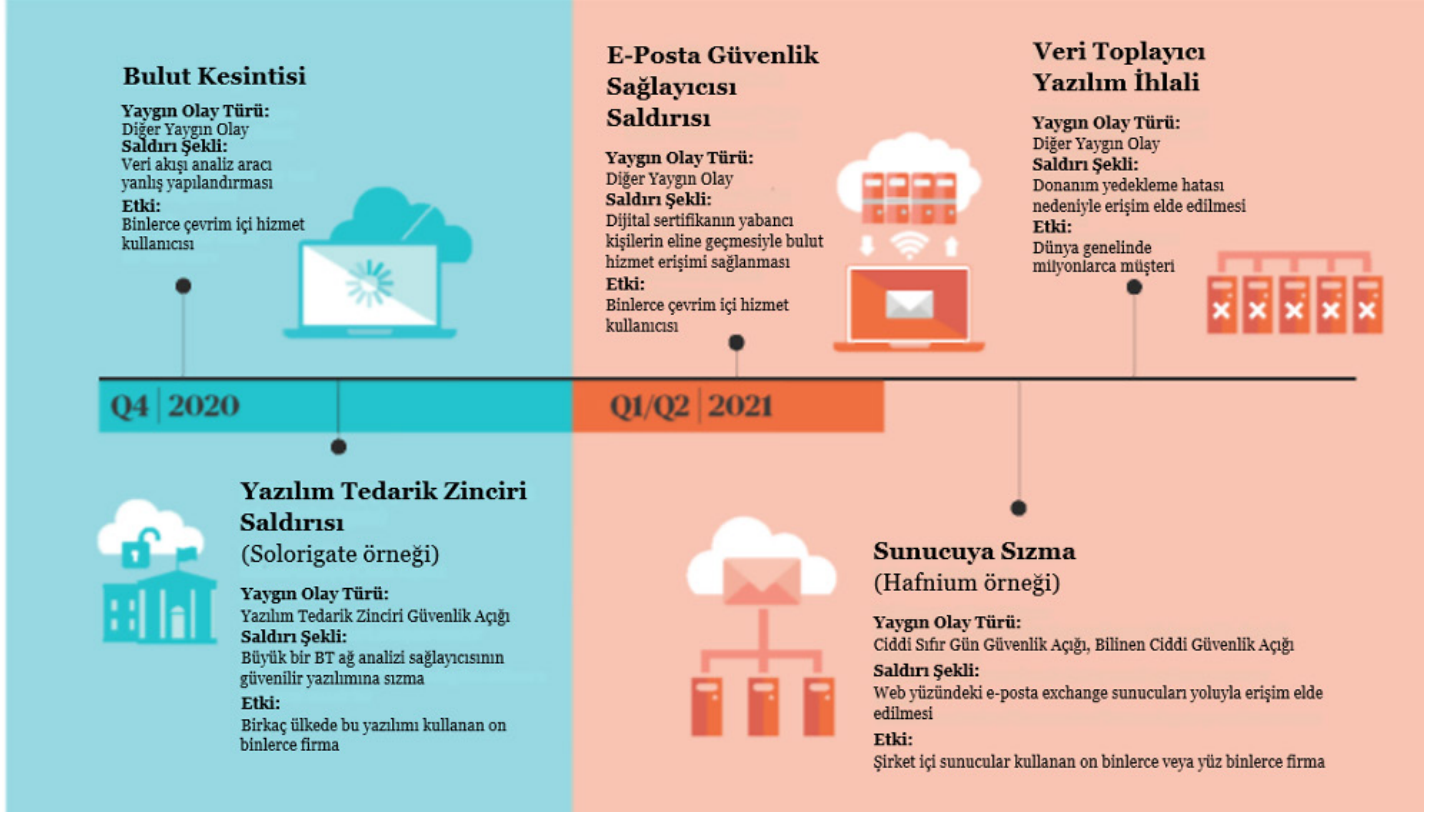 Bulut Kesintisi
Yaygın Olay Türü:
Diğer Yaygın Olay
Saldırı Şekli:
Veri akışı analiz aracı
yanlış yapılandırması
Etki:
Binlerce çevrim içi hizmet
kullanıcısı
E-Posta Güvenlik
Sağlayıcısı
Saldırısı
Yaygın Olay Türü:
Diğer Yaygın Olay
Saldırı Şekli:
Dijital sertifikanın yabancı
kişilerin eline geçmesiyle bulut
hizmet erişimi sağlanması
Etki:
Binlerce çevrim içi hizmet
kullanıcısı
Veri Toplayıcı
Yazılım İhlali
Yaygın Olay Türü:
Diğer Yaygın Olay
Saldırı Şekli:
Donanım yedekleme hatası
nedeniyle erişim elde edilmesi
Etki:
Dünya genelinde
milyonlarca müşteri
Q4 | 2020
Q1/Q2 | 2021
Yazılım Tedarik Zinciri
Saldırısı
(Solorigate örneği)
Yaygın Olay Türü:
Yazılım Tedarik Zinciri Güvenlik Açığı
Saldırı Şekli:
Büyük bir BT ağ analizi sağlayıcısının
güvenilir yazılımına sızma
Etki:
Birkaç ülkede bu yazılımı kullanan on
binlerce firma
Sunucuya Sızma
(Hafnium örneği)
Yaygın Olay Türü:
Ciddi Sıfır Gün Güvenlik Açığı, Bilinen Ciddi Güvenlik Açığı
Saldırı Şekli:
Web yüzündeki e-posta exchange sunucuları yoluyla erişim elde
edilmesi
Etki:
Şirket içi sunucular kullanan on binlerce veya yüz binlerce firma